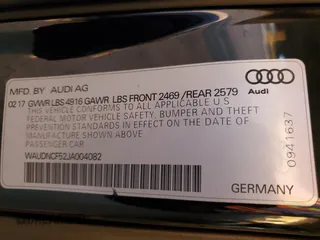 MFD. BY AUDI AG
Audi
02 17 GVWR LBS 4916 GAWR LBS FRONT 2469 /REAR 2579
THIS VEHICLE CONFORMS TO ALL APPLICABLE U S
FEDERAL MOTOR VEHICLE SAFETY, BUMPER AND THEFT
PREVENTION STANDARDS IN EFFECT ON THE DATE OF
MANUFACTURE SHOWN ABOVE.
PASSENGER CAR
WAUDNCF52JA004082
GERMANY
0941637